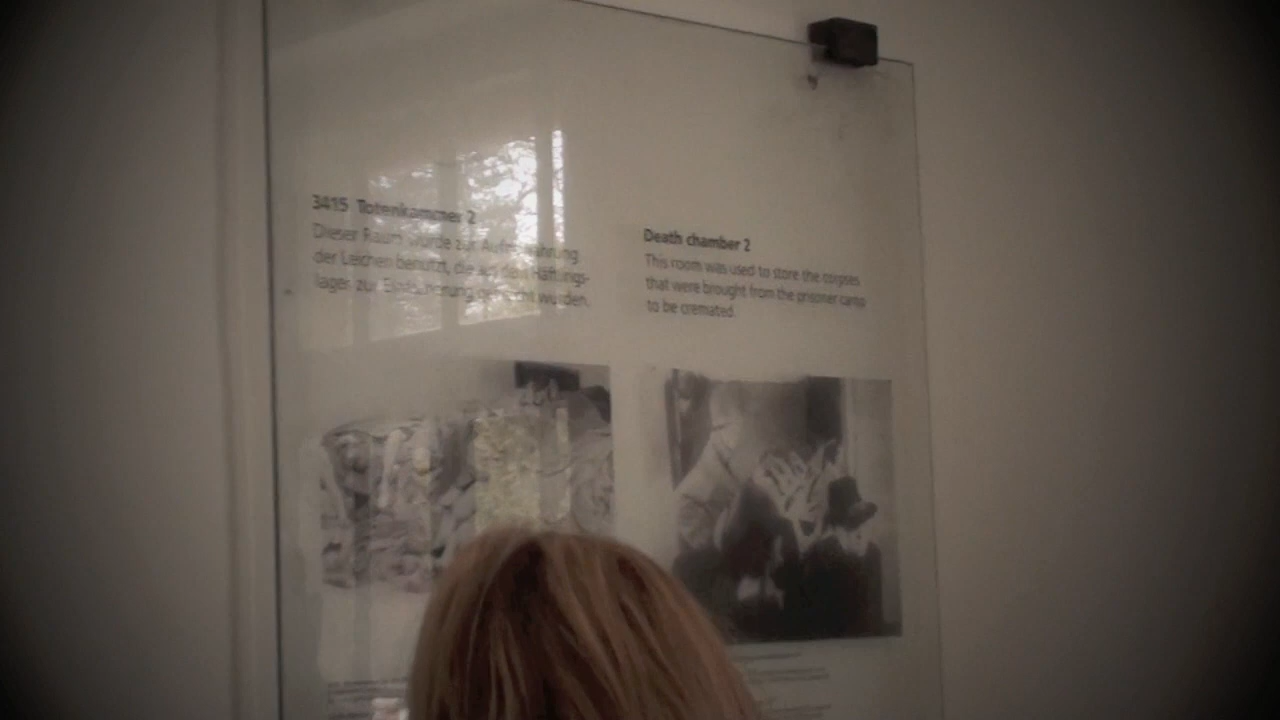 3415 Totenkammer 2
Dieser Raum wurde zur Aufbewahrung
der Leichen benutzt, die aus dem Häftlings-
lager zur Einäscherung gebracht wurden.
Death chamber 2
This room was used to store the corpses
that were brought from the prisoner camp
to be cremated.